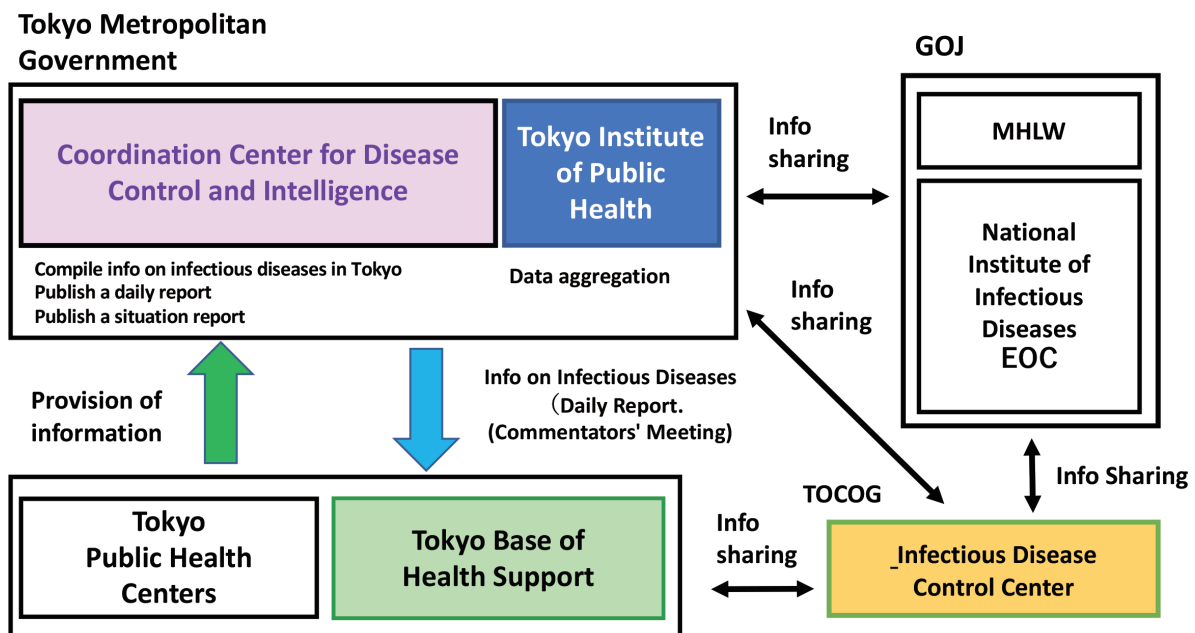 Tokyo Metropolitan
Government
Coordination Center for Disease
Control and Intelligence
Tokyo Institute
of Public
Health
Compile info on infectious diseases in Tokyo
Publish a daily report
Publish a situation report
Data aggregation
Info
sharing
GOJ
MHLW
National
Institute of
Infectious
Diseases
EOC
Info
sharing
Provision of
information
Info on Infectious Diseases
（Daily Report.
(Commentators' Meeting)
Tokyo
Public Health
Centers
Tokyo Base of
Health Support
Info
sharing
TOCOG
_Infectious Disease
Control Center
Info Sharing